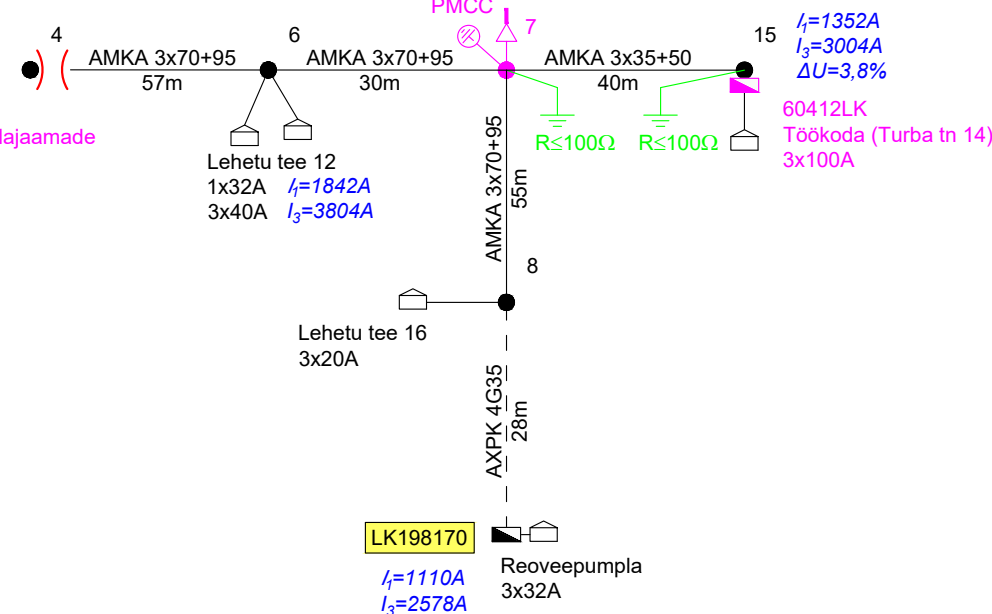 PMCC
7
4
6
15
I1=1352A
I3=3004A
ΔU=3,8%
AMKA 3x70+95
57m
AMKA 3x70+95
30m
AMKA 3x35+50
40m
60412LK
Töökoda (Turba tn 14)
3x100A
R≤100Ω
R≤100Ω
Lehetu tee 12
1x32A
I1=1842A
3x40A
I3=3804A
AMKA 3x70+95
55m
8
Lehetu tee 16
3x20A
AXPK 4G35
28m
LK198170
Reoveepumpla
3x32A
I1=1110A
I3=2578A